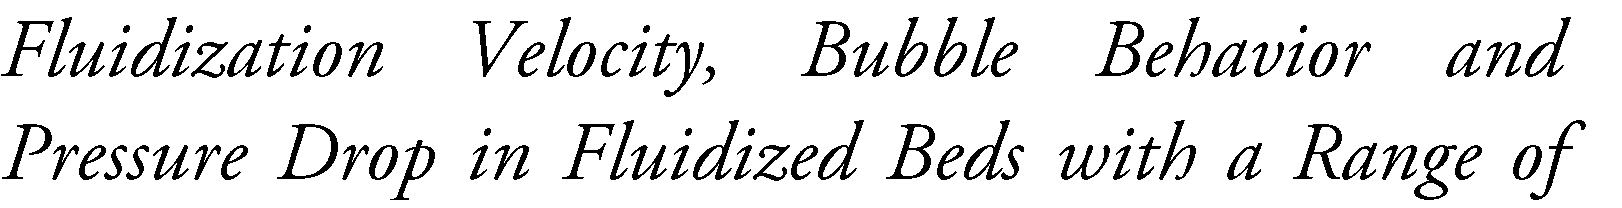 Fluidization Velocity, Bubble Behavior and
Pressure Drop in Fluidized Beds with a Range of